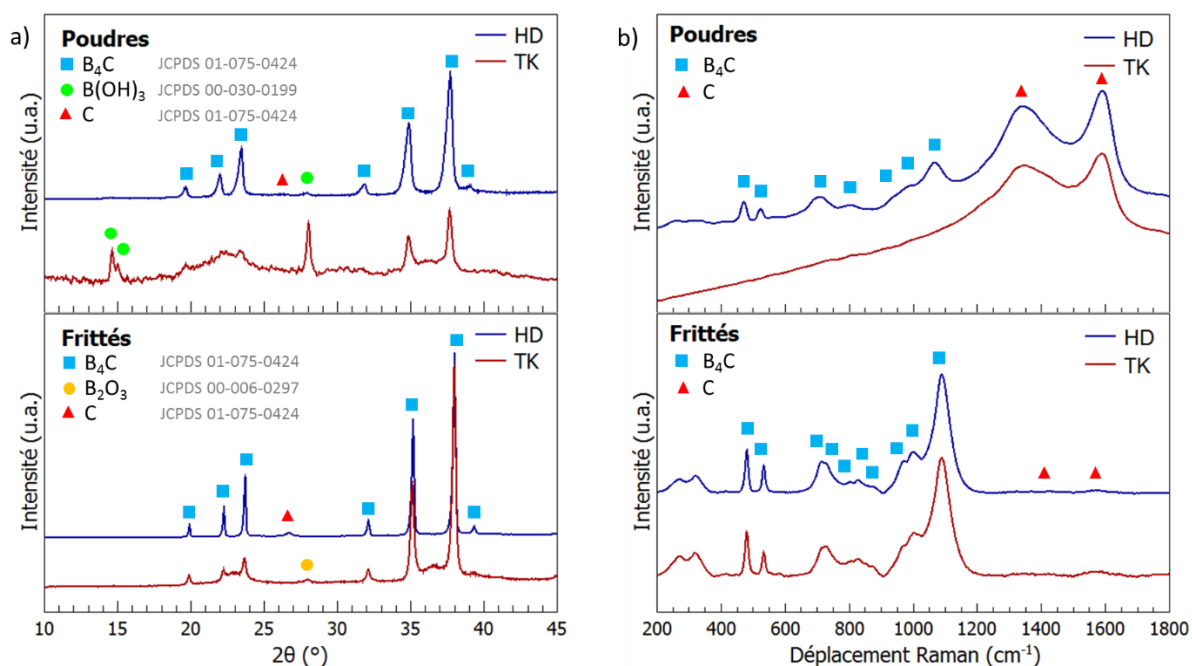 a)
Poudres
B₄C JCPDS 01-075-0424
B(OH)₃ JCPDS 00-030-0199
C JCPDS 01-075-0424
HD
TK
Intensité (u.a.)
Frittés
B₄C JCPDS 01-075-0424
B₂O₃ JCPDS 00-006-0297
C JCPDS 01-075-0424
HD
TK
Intensité (u.a.)
10 15 20 25 30 35 40 45
2θ (°)
b)
Poudres
B₄C
C
HD
TK
Intensité (u.a.)
Frittés
B₄C
C
HD
TK
Intensité (u.a.)
200 400 600 800 1000 1200 1400 1600 1800
Déplacement Raman (cm⁻¹)